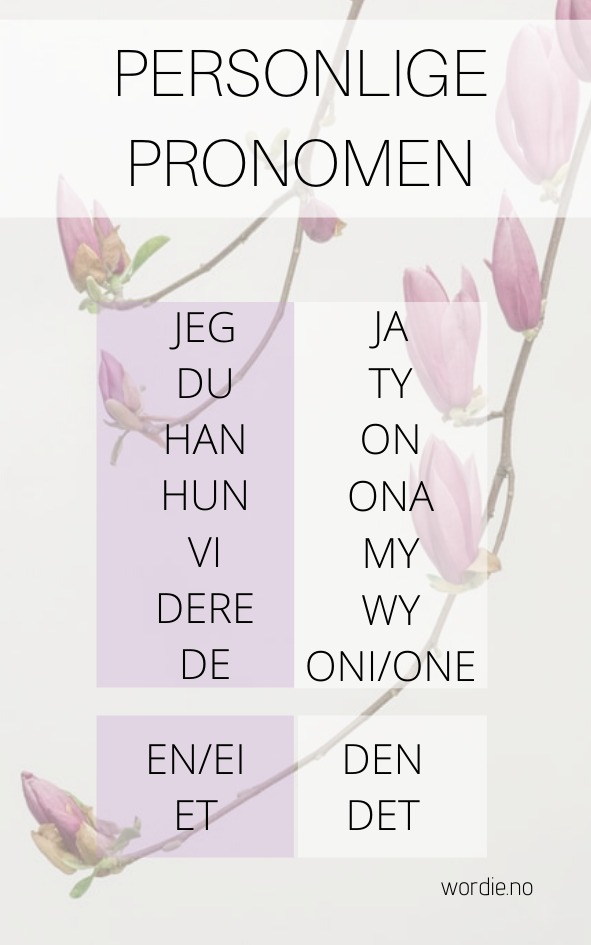 PERSONLIGE
PRONOMEN
JEG JA
DU TY
HAN ON
HUN ONA
VI MY
DERE WY
DE ONI/ONE
EN/EI DEN
ET DET
wordie.no